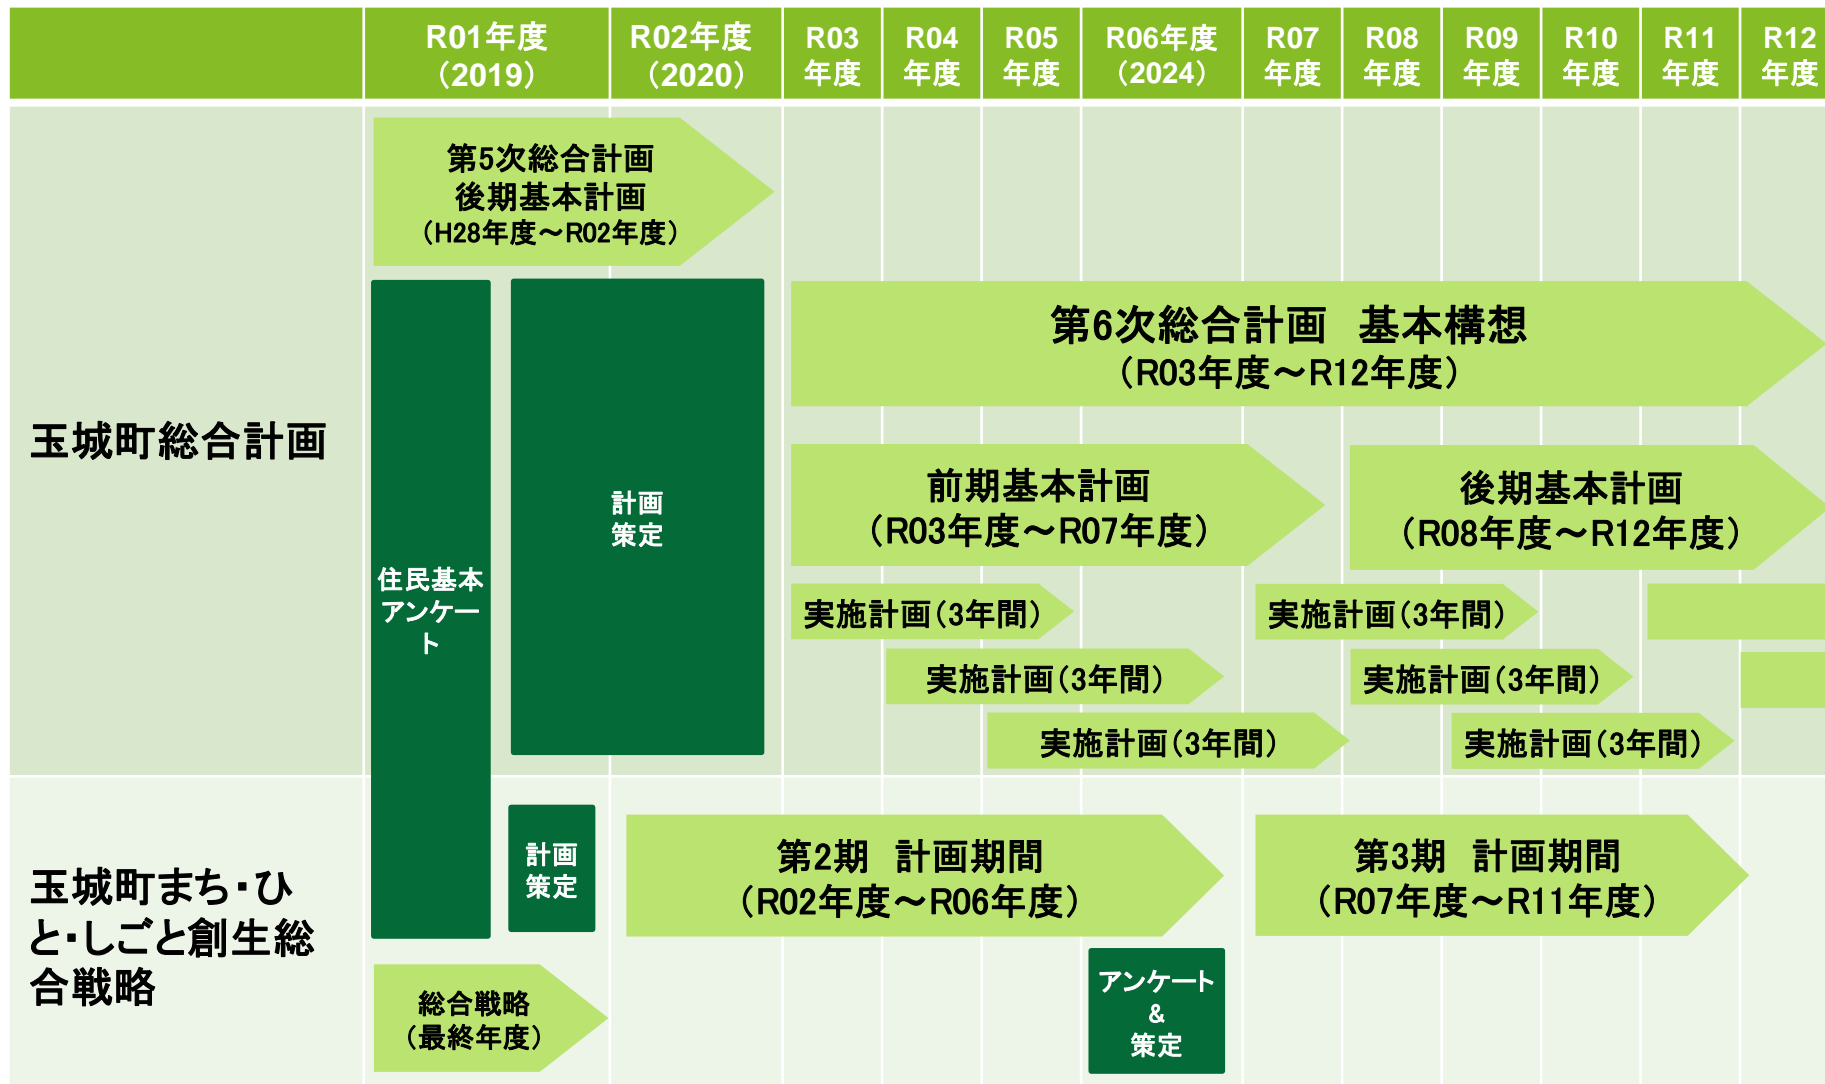 R01年度
（2019）
R02年度
（2020）
R03
年度
R04
年度
R05
年度
R06年度
（2024）
R07
年度
R08
年度
R09
年度
R10
年度
R11
年度
R12
年度
玉城町総合計画
第5次総合計画
後期基本計画
（H28年度～R02年度）
住民基本
アンケー
ト
計画
策定
第6次総合計画　基本構想
（R03年度～R12年度）
前期基本計画
（R03年度～R07年度）
後期基本計画
（R08年度～R12年度）
実施計画（3年間）
実施計画（3年間）
実施計画（3年間）
実施計画（3年間）
実施計画（3年間）
実施計画（3年間）
玉城町まち・ひ
と・しごと創生総
合戦略
計画
策定
第2期　計画期間
（R02年度～R06年度）
第3期　計画期間
（R07年度～R11年度）
総合戦略
（最終年度）
アンケート
&
策定